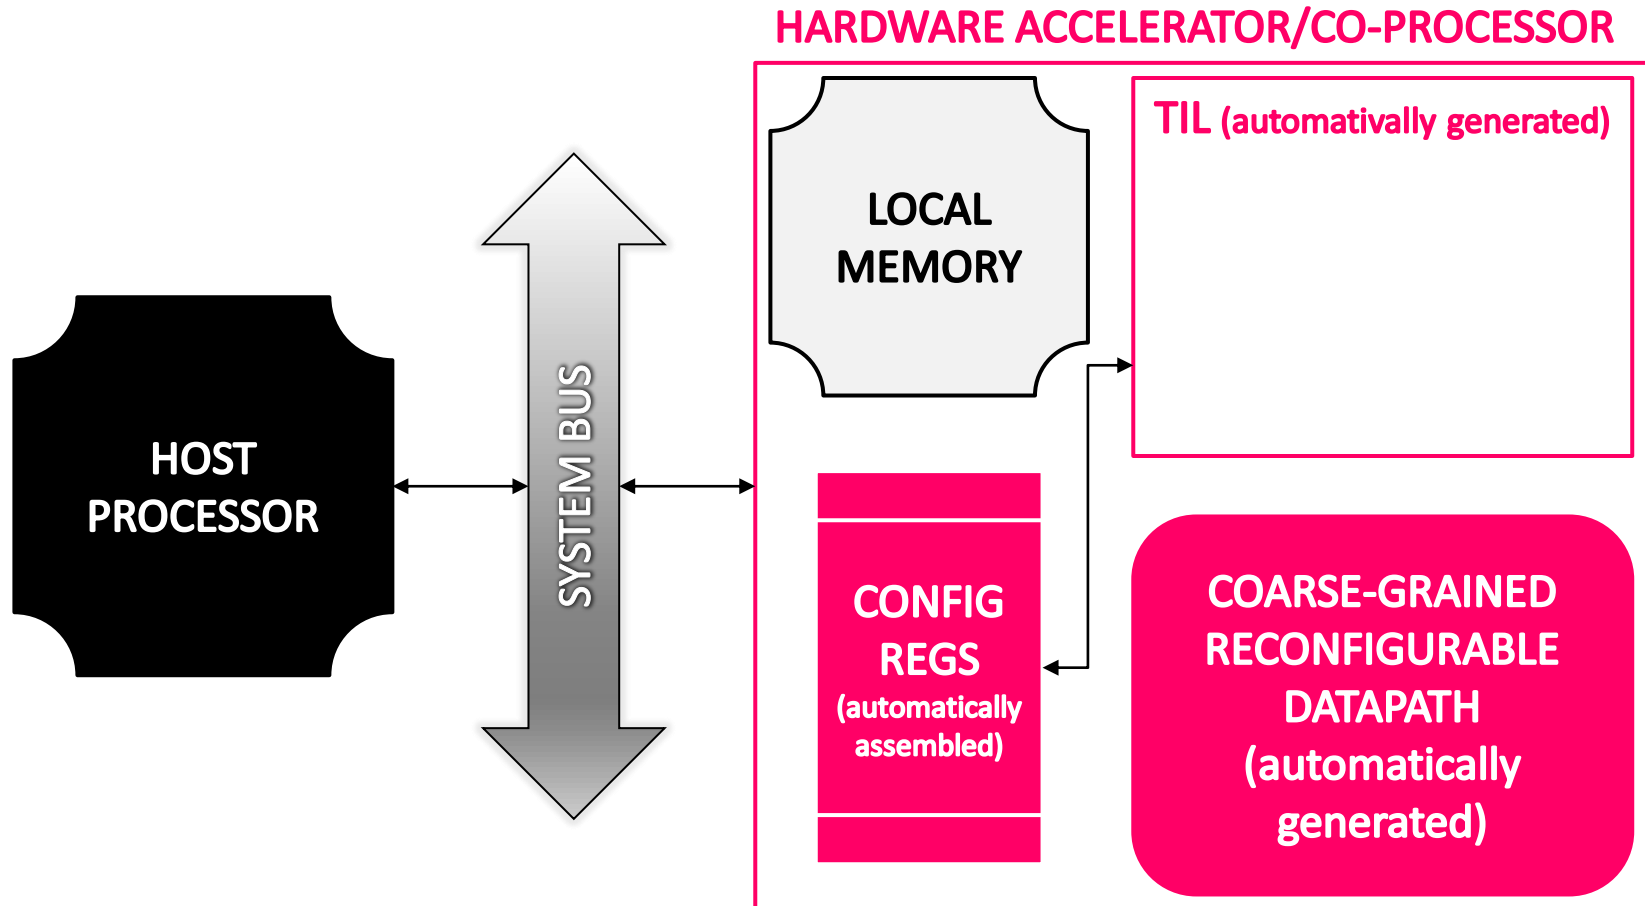 HARDWARE ACCELERATOR/CO-PROCESSOR
TIL (automativally generated)
LOCAL
MEMORY
HOST
PROCESSOR
SYSTEM BUS
CONFIG
REGS
(automatically
assembled)
COARSE-GRAINED
RECONFIGURABLE
DATAPATH
(automatically
generated)